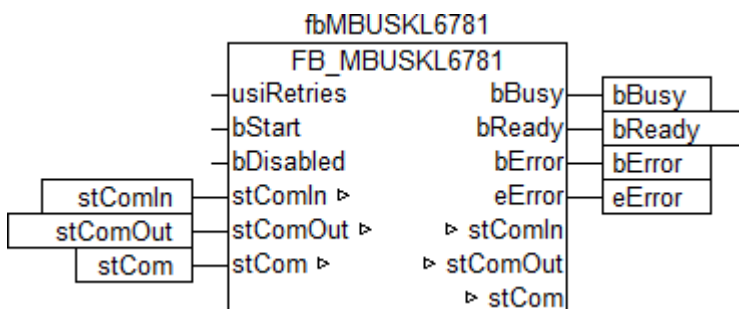 fbMBUSKL6781
FB_MBUSKL6781
usiRetries bBusy bBusy
bStart bReady bReady
bDisabled bError bError
stComIn stComIn ▹ eError eError
stComOut stComOut ▹ ▹ stComIn
stCom stCom ▹ ▹ stComOut
▹ stCom